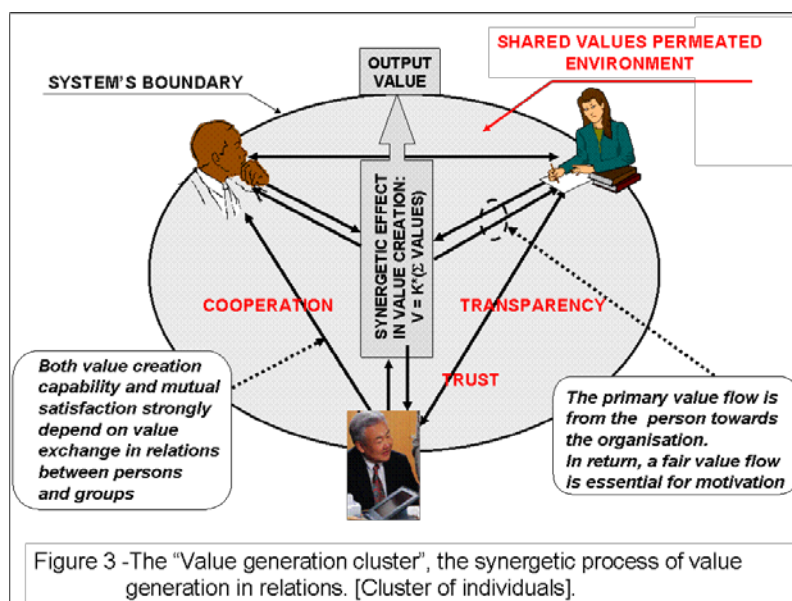 SHARED VALUES PERMEATED
ENVIRONMENT
OUTPUT
VALUE
SYSTEM'S BOUNDARY
SYNERGETIC EFFECT
IN VALUE CREATION:
V = K*(Σ VALUES)
COOPERATION
TRANSPARENCY
TRUST
Both value creation
capability and mutual
satisfaction strongly
depend on value
exchange in relations
between persons
and groups
The primary value flow is
from the person towards
the organisation.
In return, a fair value flow
is essential for motivation
Figure 3 -The "Value generation cluster", the synergetic process of value
generation in relations. [Cluster of individuals].